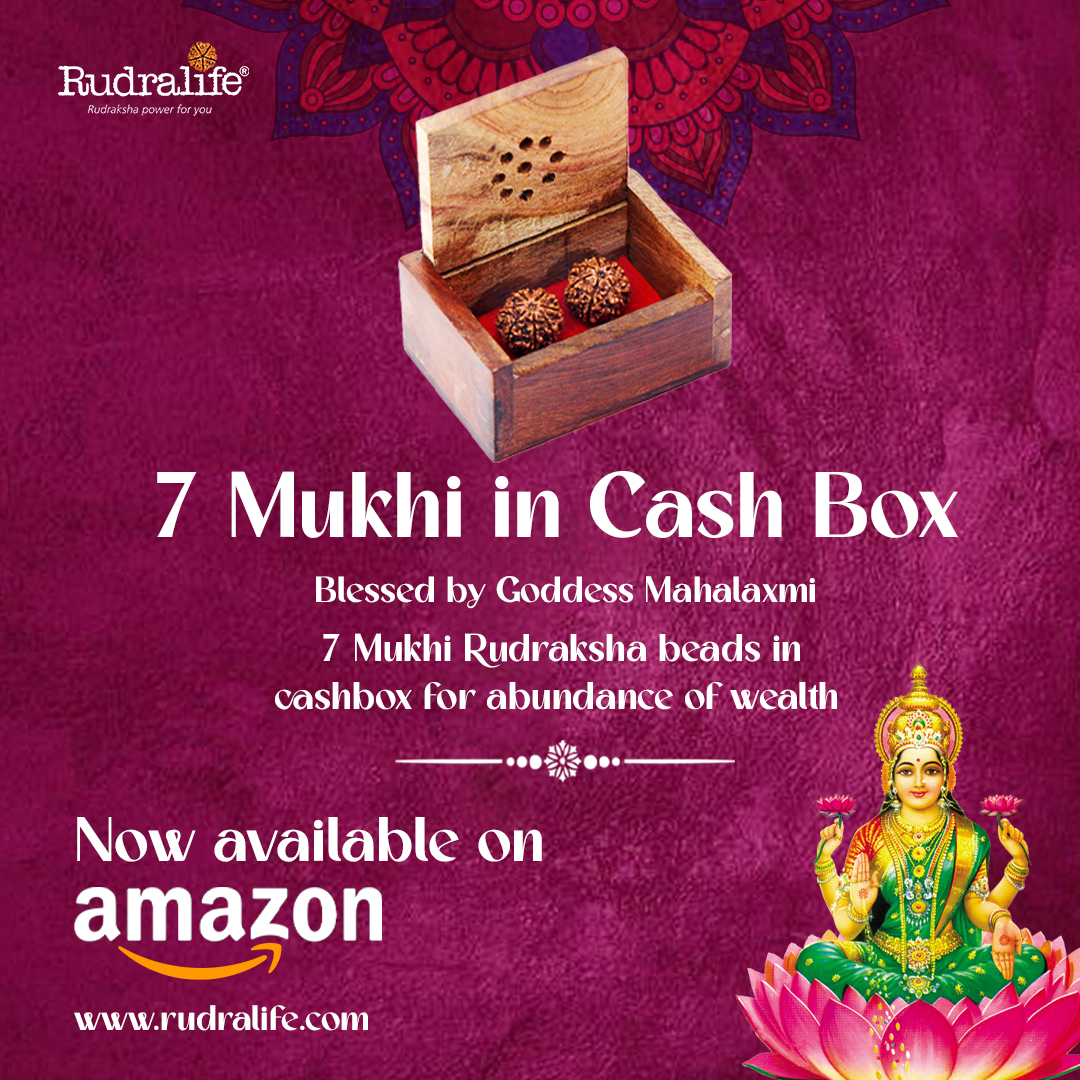 Rudralife®
Rudraksha power for you
7 Mukhi in Cash Box
Blessed by Goddess Mahalaxmi
7 Mukhi Rudraksha beads in
cashbox for abundance of wealth
Now available on
amazon
www.rudralife.com